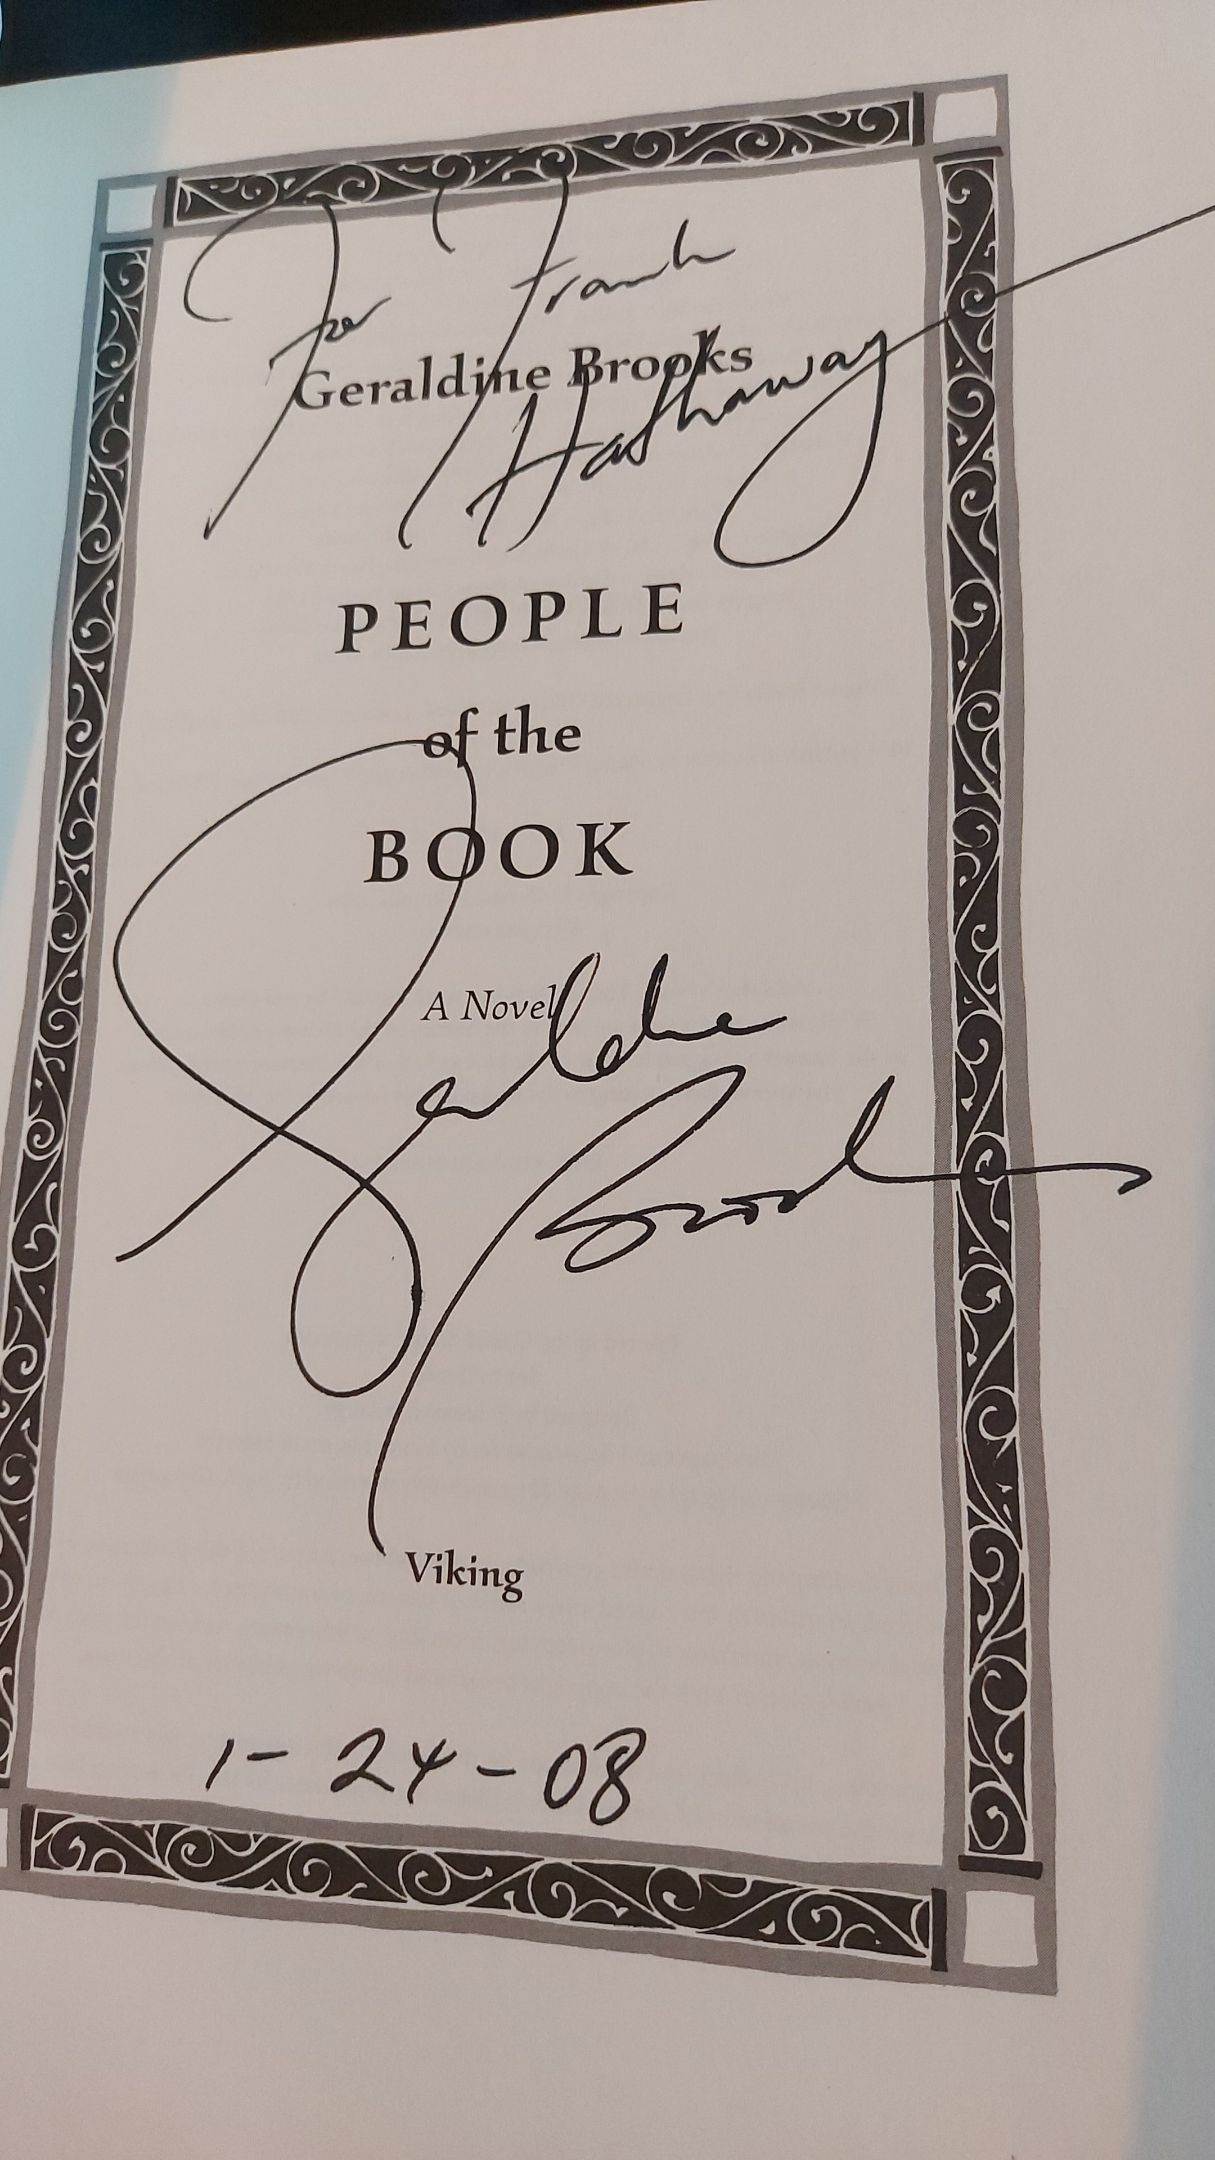 For Frank
Geraldine Brooks
Hathaway
PEOPLE
of the
BOOK
A Novel
Geraldine
Brooks
Viking
1-24-08